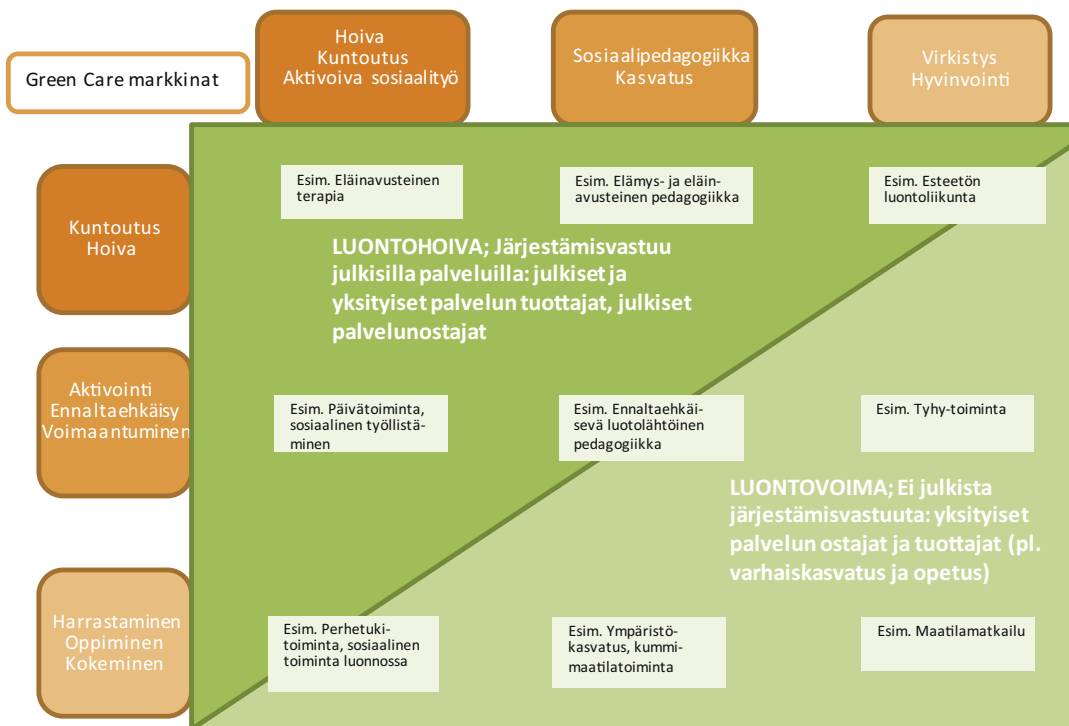 Green Care markkinat
Hoiva
Kuntoutus
Aktivoiva sosiaalityö
Sosiaalipedagogiikka
Kasvatus
Virkistys
Hyvinvointi
Kuntoutus
Hoiva
Esim. Eläinavusteinen
terapia
Esim. Elämys- ja eläin-
avusteinen pedagogiikka
Esim. Esteetön
luontoliikunta
LUONTOHOIVA; Järjestämisvastuu
julkisilla palveluilla: julkiset ja
yksityiset palvelun tuottajat, julkiset
palvelunostajat
Aktivointi
Ennaltaehkäisy
Voimaantuminen
Esim. Päivätoiminta,
sosiaalinen työllistä-
minen
Esim. Ennaltaehkäi-
sevä luotolähtöinen
pedagogiikka
Esim. Tyhy-toiminta
LUONTOVOIMA; Ei julkista
järjestämisvastuuta: yksityiset
palvelun ostajat ja tuottajat (pl.
varhaiskasvatus ja opetus)
Harrastaminen
Oppiminen
Kokeminen
Esim. Perhetuki-
toiminta, sosiaalinen
toiminta luonnossa
Esim. Ympäristö-
kasvatus, kummi-
maatilatoiminta
Esim. Maatilamatkailu